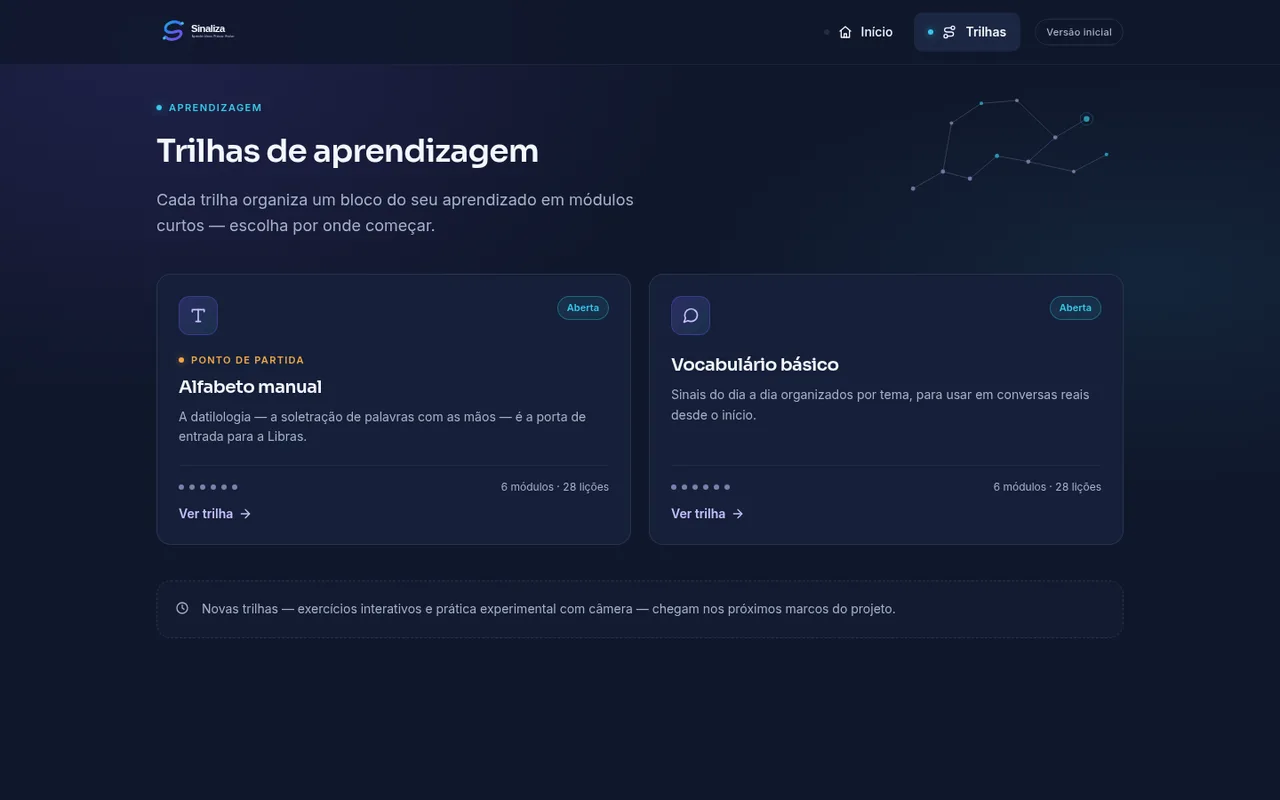 Sinaliza
Início
Trilhas
Versão inicial
APRENDIZAGEM
Trilhas de aprendizagem
Cada trilha organiza um bloco do seu aprendizado em módulos
curtos — escolha por onde começar.
Aberta
PONTO DE PARTIDA
Alfabeto manual
A datilologia — a soletração de palavras com as mãos — é a porta de
entrada para a Libras.
6 módulos · 28 lições
Ver trilha →
Aberta
Vocabulário básico
Sinais do dia a dia organizados por tema, para usar em conversas reais
desde o início.
6 módulos · 28 lições
Ver trilha →
Novas trilhas — exercícios interativos e prática experimental com câmera — chegam nos próximos marcos do projeto.